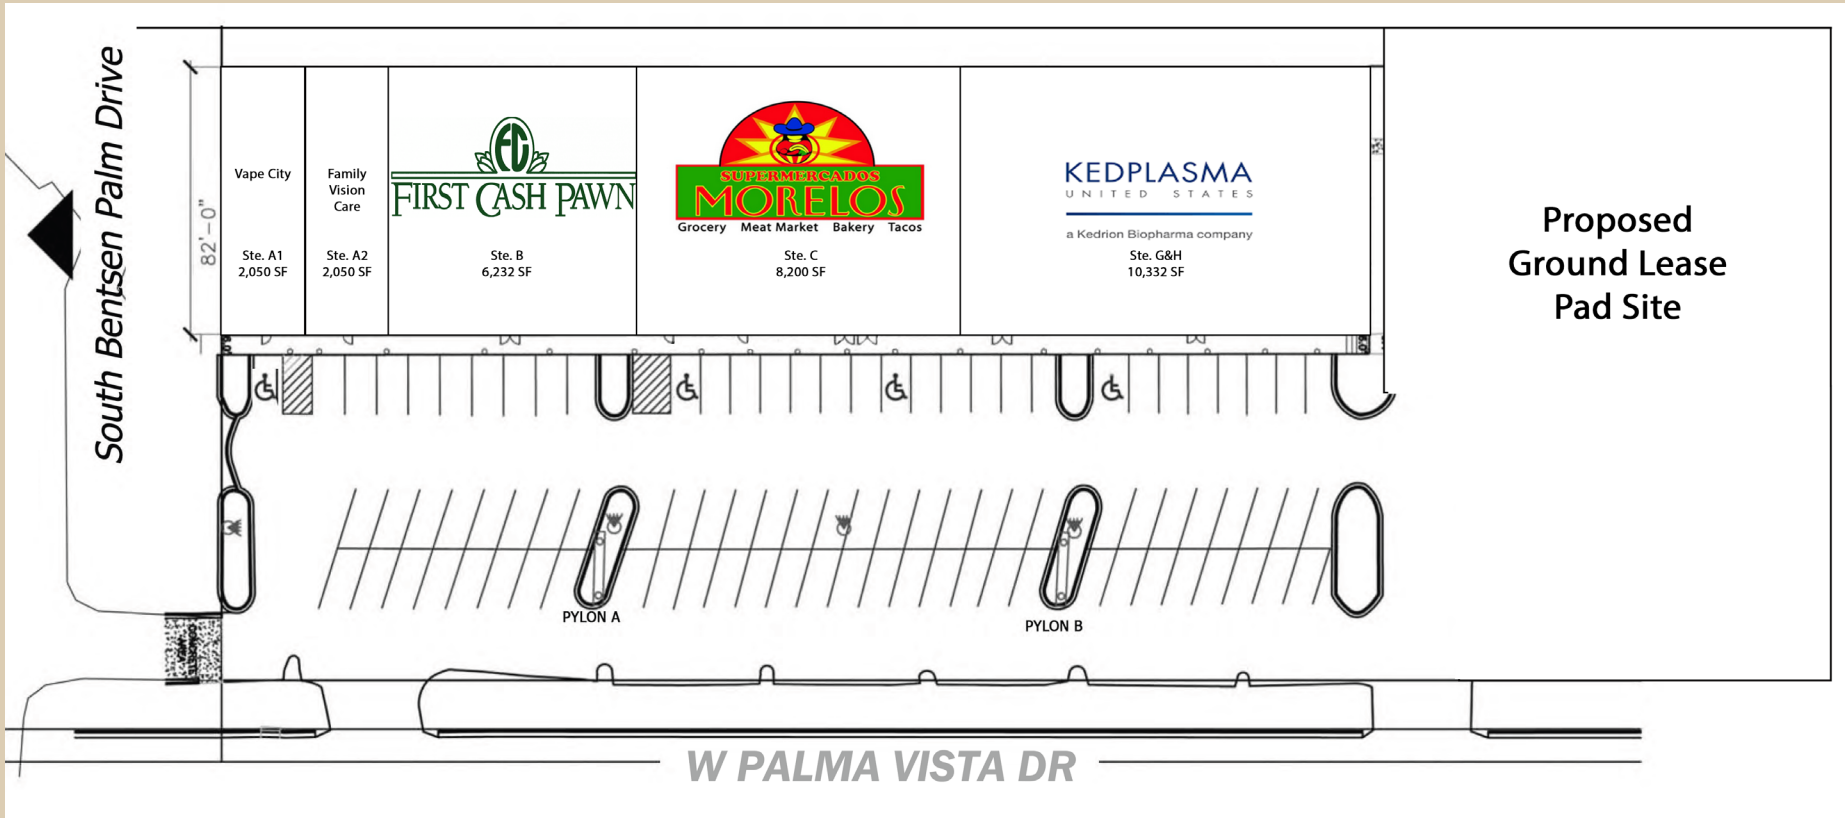 South Bentsen Palm Drive
82'-0"
Vape City
Ste. A1
2,050 SF
Family
Vision
Care
Ste. A2
2,050 SF
FC
FIRST CASH PAWN
Ste. B
6,232 SF
SUPERMERCADOS
MORELOS
Grocery Meat Market Bakery Tacos
Ste. C
8,200 SF
KEDPLASMA
UNITED STATES
a Kedrion Biopharma company
Ste. G&H
10,332 SF
Proposed
Ground Lease
Pad Site
PYLON A
PYLON B
CONCRETE
AREA
W PALMA VISTA DR